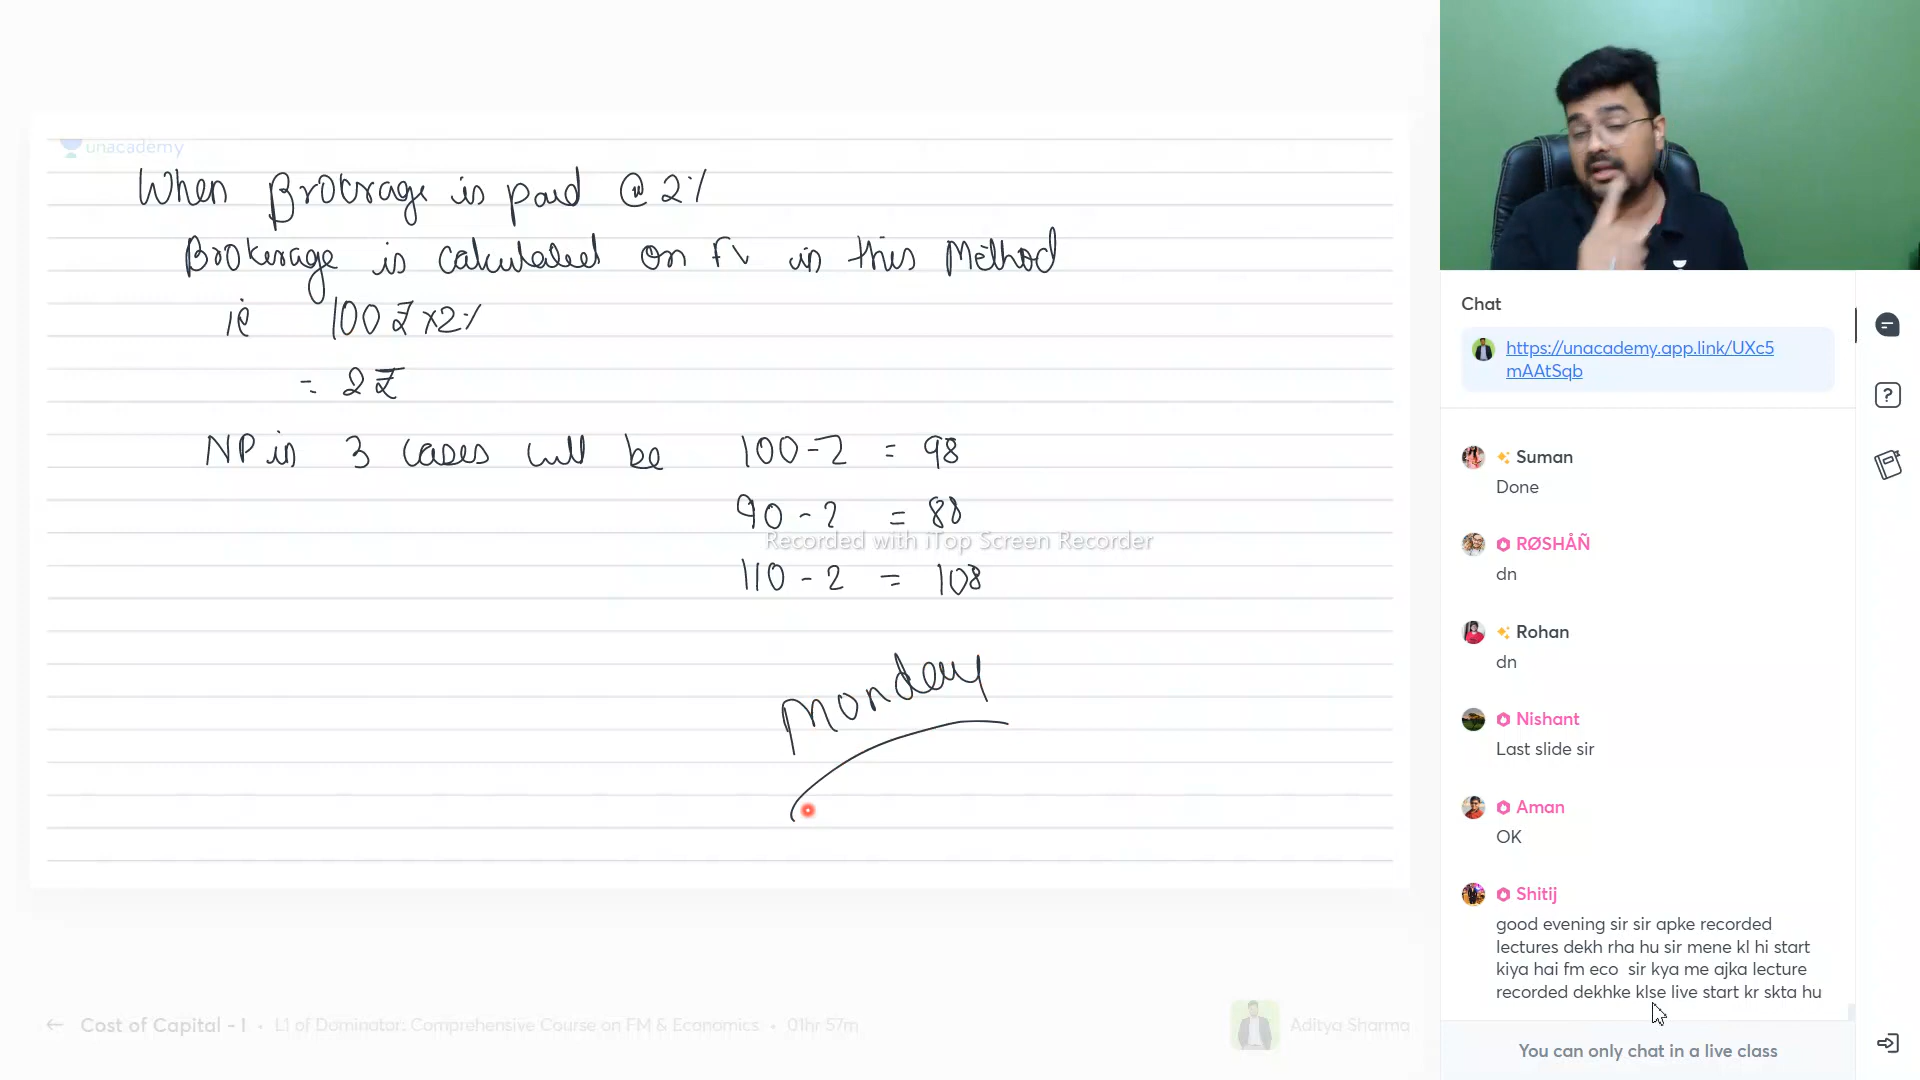 unacademy
When Brokrage is paid @ 2%
Brokerage is calculated on FV in this Method
ie 100 ₹ x2%
= 2 ₹
NP in 3 cases will be 100-2 = 98
90 - 2 = 88
110 - 2 = 108
Recorded with iTop Screen Recorder
Monday
← Cost of Capital - I • L1 of Dominator: Comprehensive Course on FM & Economics • 01hr 57m
Aditya Sharma
Chat
https://unacademy.app.link/UXc5
mAAtSqb
Suman
Done
RØSHÅÑ
dn
Rohan
dn
Nishant
Last slide sir
Aman
OK
Shitij
good evening sir sir apke recorded
lectures dekh rha hu sir mene kl hi start
kiya hai fm eco sir kya me ajka lecture
recorded dekhke klse live start kr skta hu
You can only chat in a live class